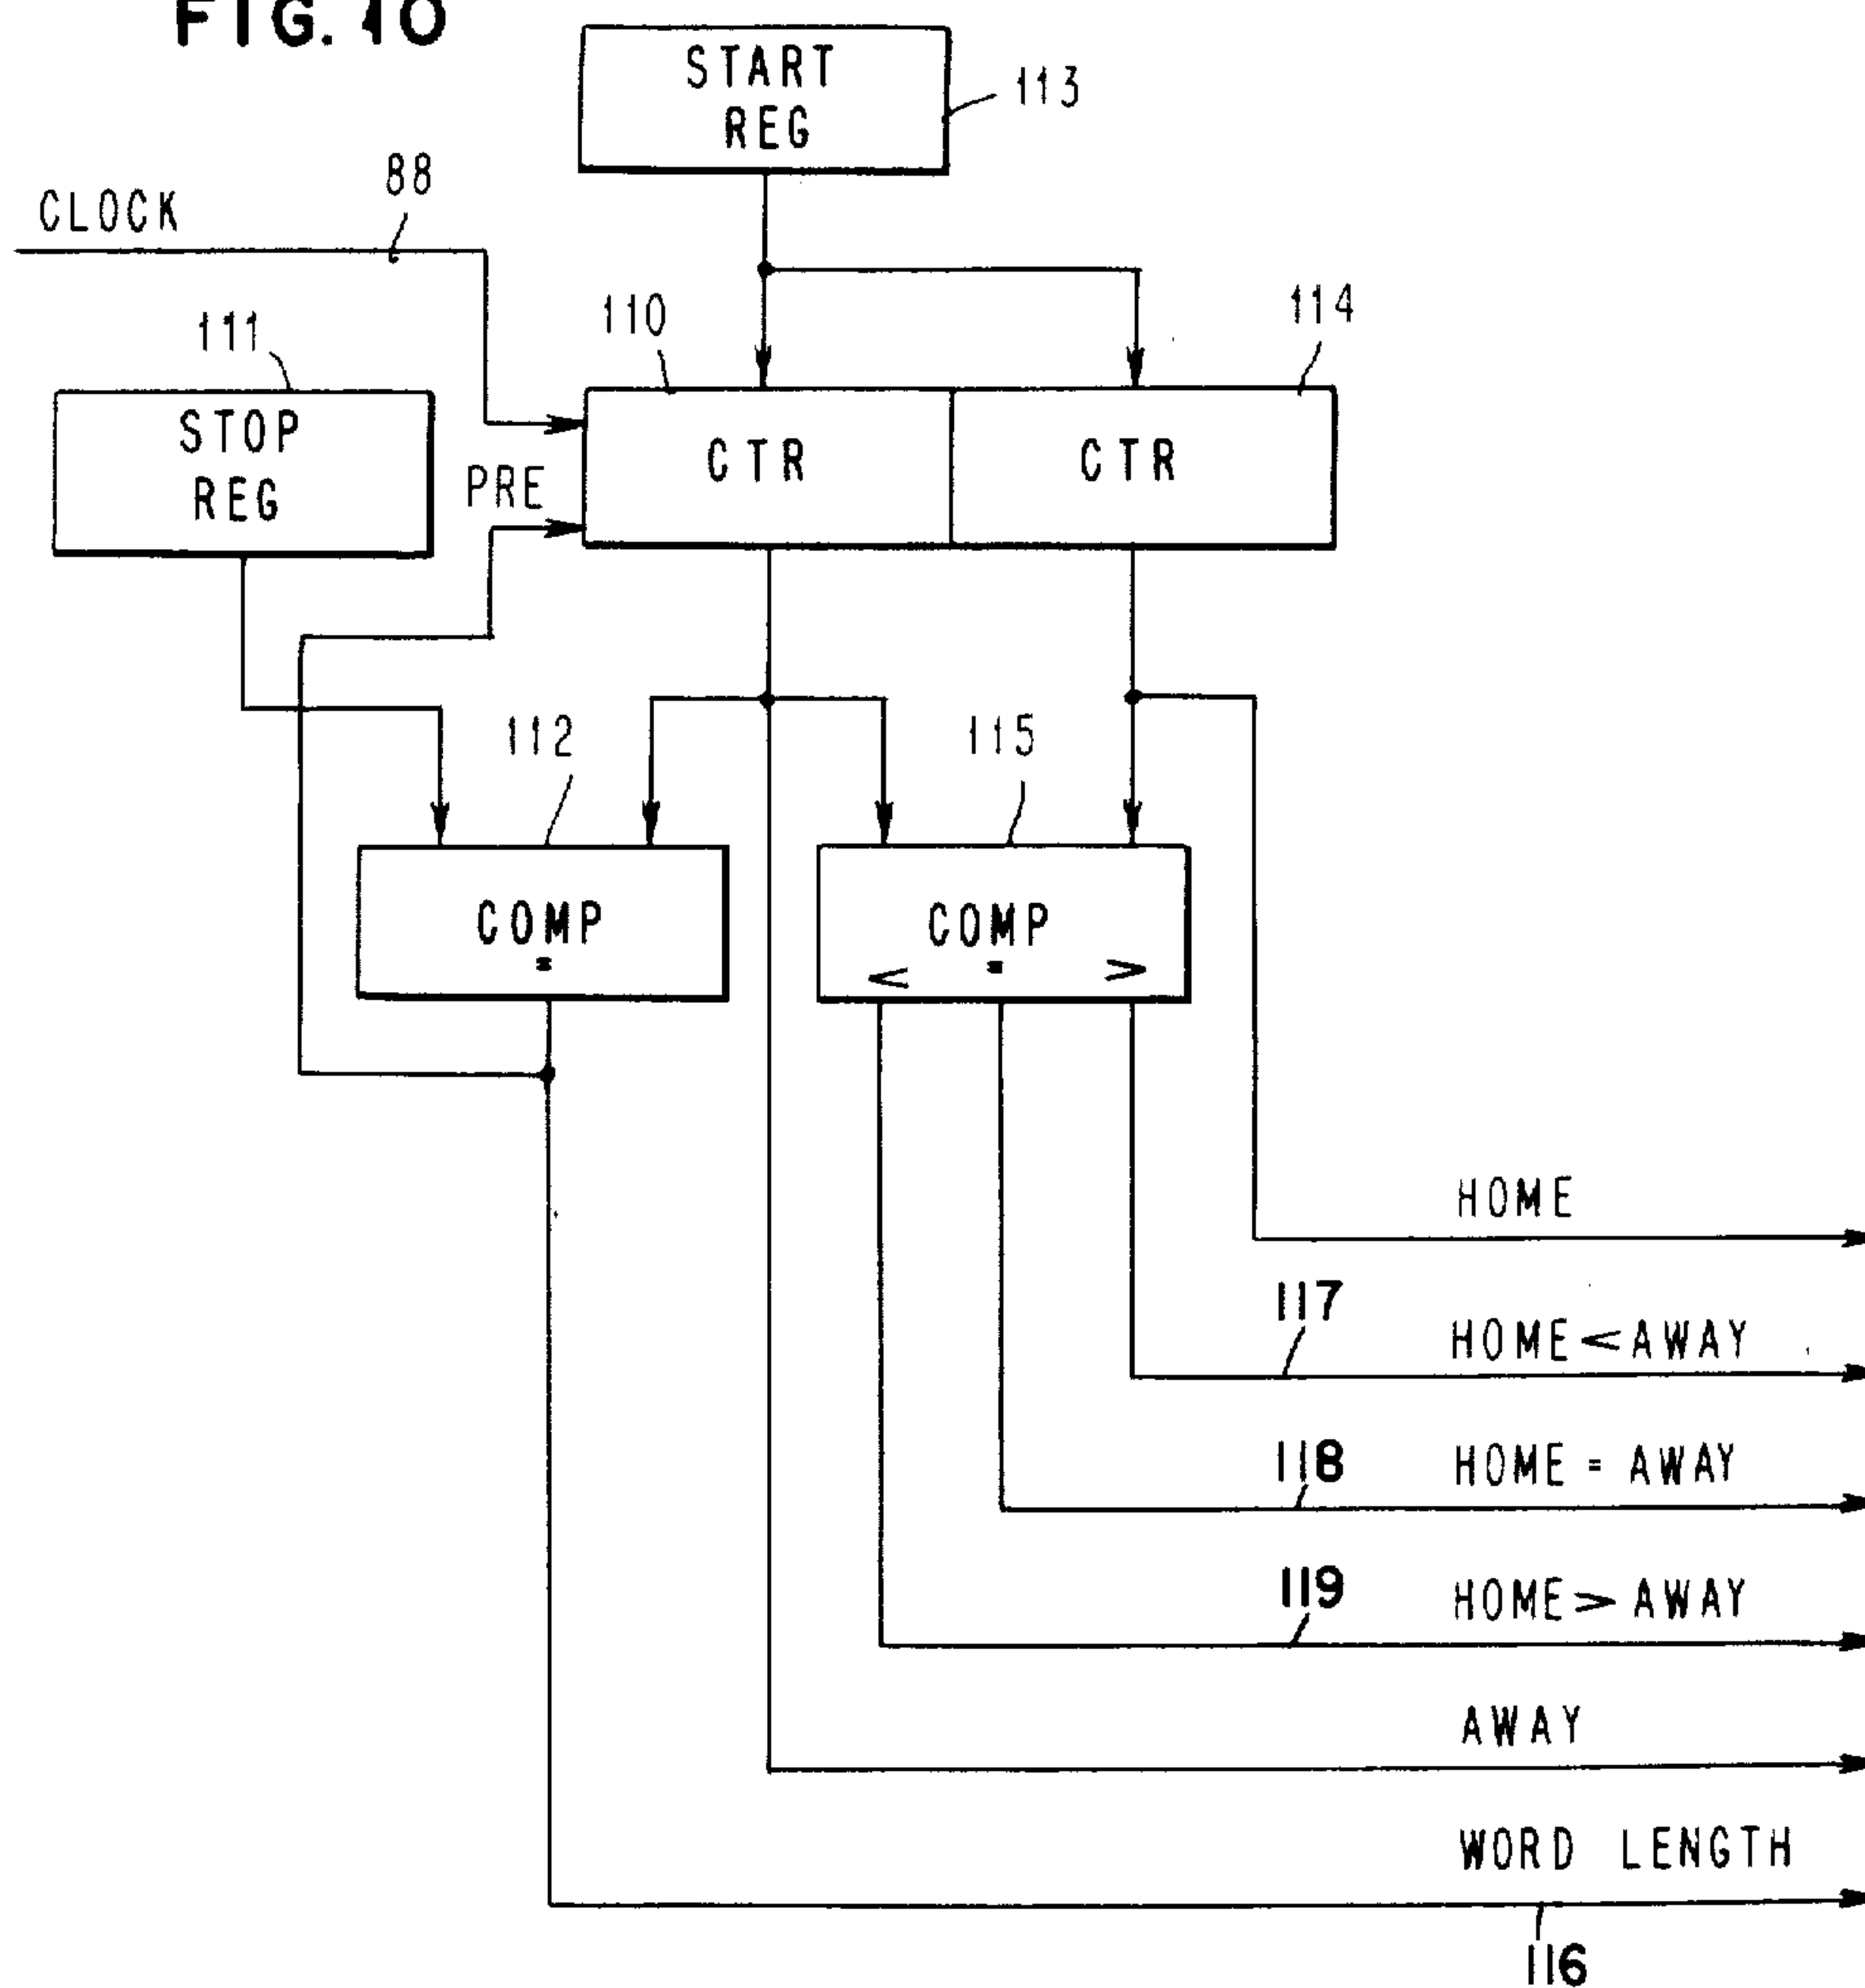 FIG. 10
START
REG
113
CLOCK
88
111
STOP
REG
110
114
PRE
CTR
CTR
112
115
COMP
=
COMP
< = >
HOME
117
HOME < AWAY
118
HOME = AWAY
119
HOME > AWAY
AWAY
WORD LENGTH
116